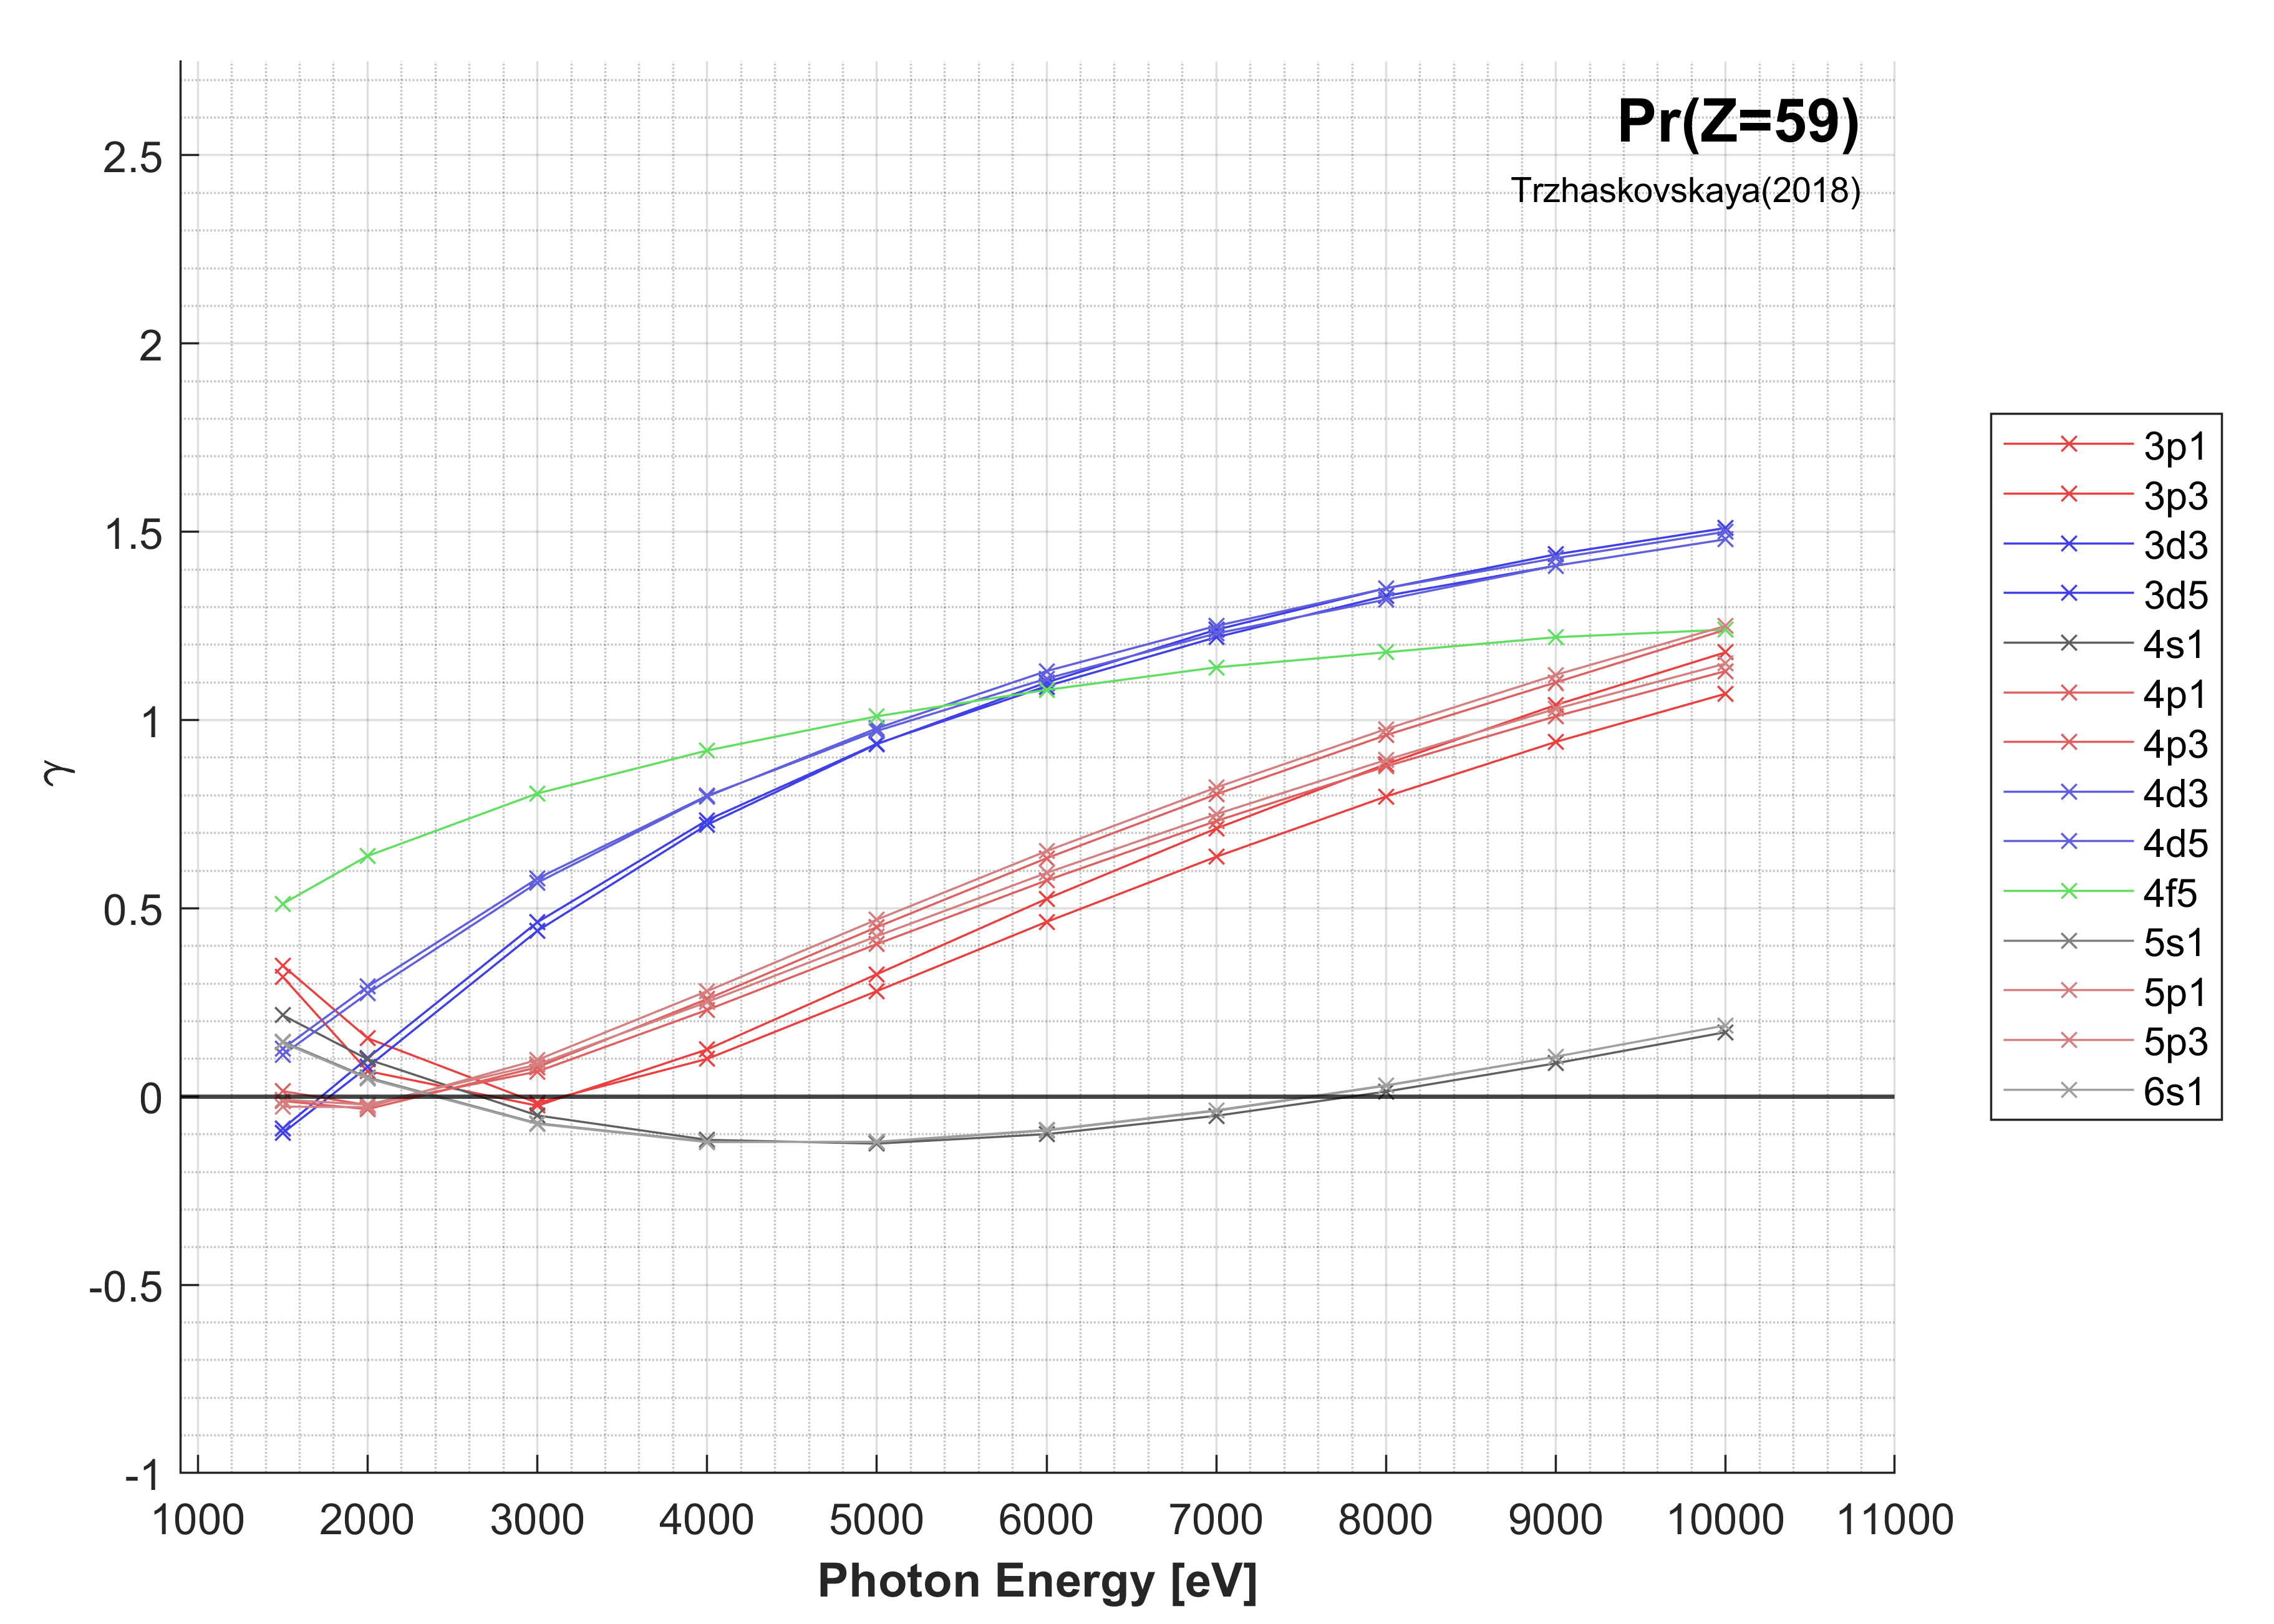 Pr(Z=59)
Trzhaskovskaya(2018)
2.5
2
1.5
1
0.5
0
-0.5
-1
γ
1000 2000 3000 4000 5000 6000 7000 8000 9000 10000 11000
Photon Energy [eV]
3p1
3p3
3d3
3d5
4s1
4p1
4p3
4d3
4d5
4f5
5s1
5p1
5p3
6s1